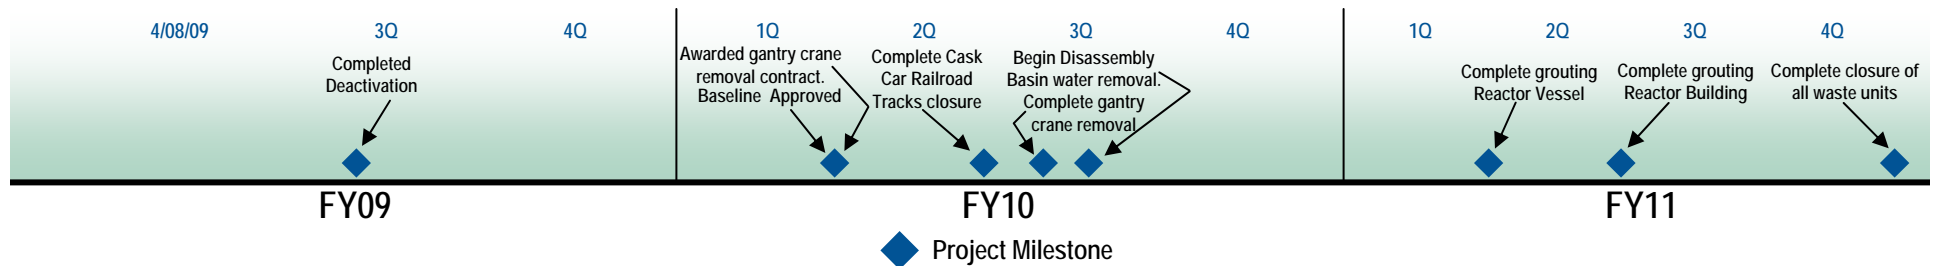 4/08/09 3Q 4Q 1Q 2Q 3Q 4Q 1Q 2Q 3Q 4Q
Completed
Deactivation
Awarded gantry crane
removal contract.
Baseline Approved
Complete Cask
Car Railroad
Tracks closure
Begin Disassembly
Basin water removal.
Complete gantry
crane removal
Complete grouting
Reactor Vessel
Complete grouting
Reactor Building
Complete closure of
all waste units
FY09 FY10 FY11
Project Milestone